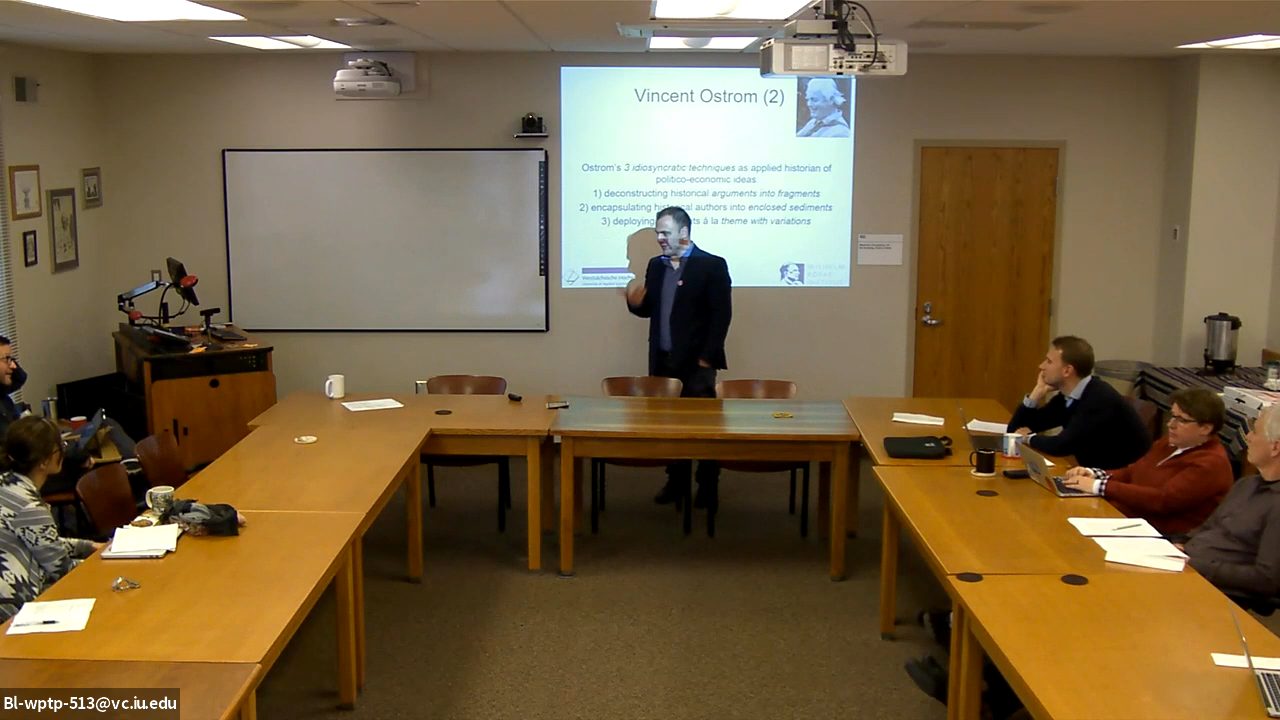 Vincent Ostrom (2)
Ostrom's 3 idiosyncratic techniques as applied historian of
politico-economic ideas
1) deconstructing historical arguments into fragments
2) encapsulating historical authors into enclosed sediments
3) deploying à la theme with variations
Bl-wptp-513@vc.iu.edu